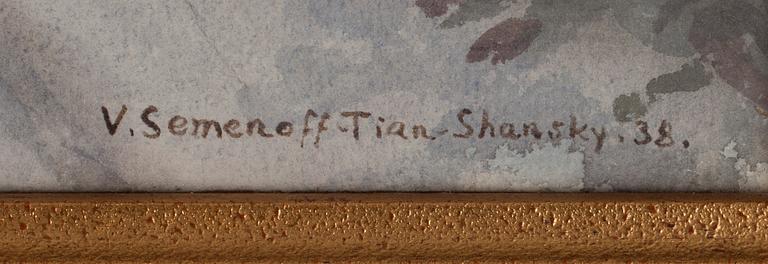 V. Semenoff-Tian-Shansky. 38.